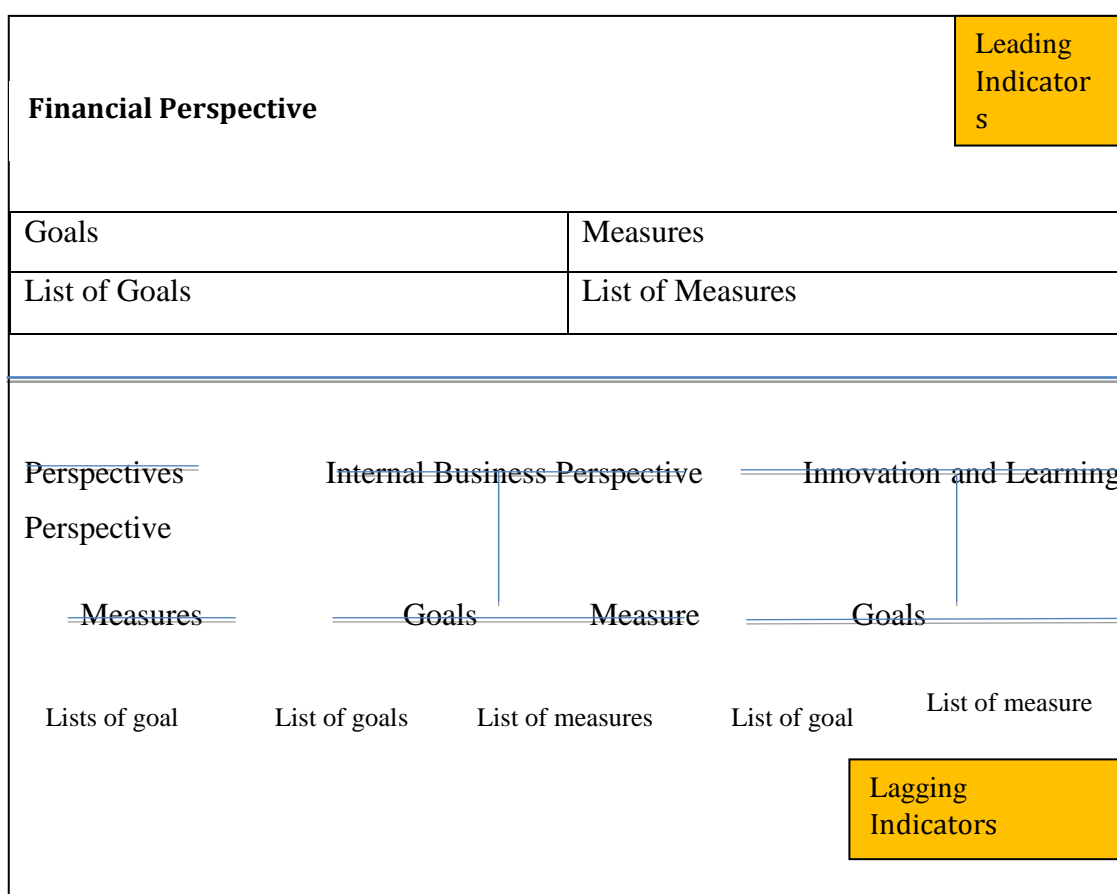 Leading
Indicator
s
Financial Perspective
Goals Measures
List of Goals List of Measures
Perspectives Internal Business Perspective Innovation and Learning
Perspective
Measures Goals Measure Goals
Lists of goal List of goals List of measures List of goal List of measure
Lagging
Indicators